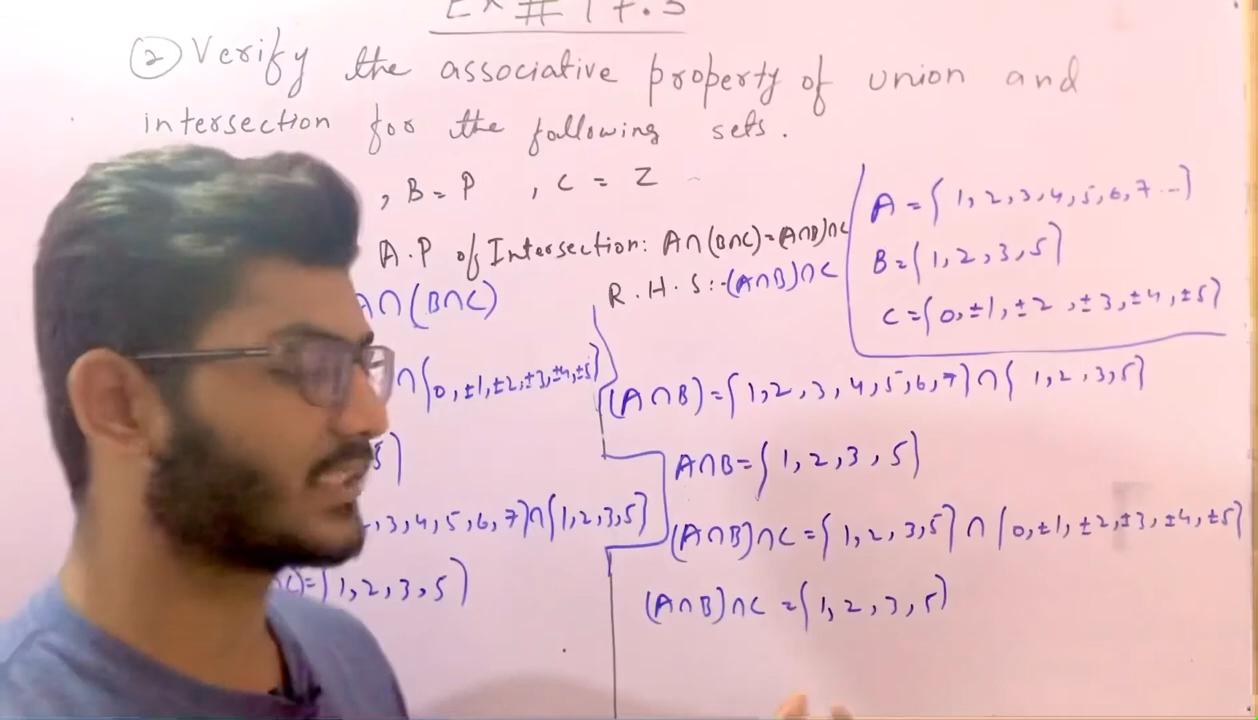 Ex # 17.3
② Verify the associative property of union and
intersection for the following sets.
, B = P , C = Z
A.P of Intersection: A∩(B∩C)=(A∩B)∩C
A∩(B∩C)
∩{0,±1,±2,±3,±4,±5}
5}
,3,4,5,6,7}∩{1,2,3,5}
={1,2,3,5}
R.H.S:-(A∩B)∩C
(A∩B)={1,2,3,4,5,6,7}∩{1,2,3,5}
A∩B={1,2,3,5}
(A∩B)∩C={1,2,3,5}∩{0,±1,±2,±3,±4,±5}
(A∩B)∩C={1,2,3,5}
A={1,2,3,4,5,6,7...}
B={1,2,3,5}
C={0,±1,±2,±3,±4,±5}